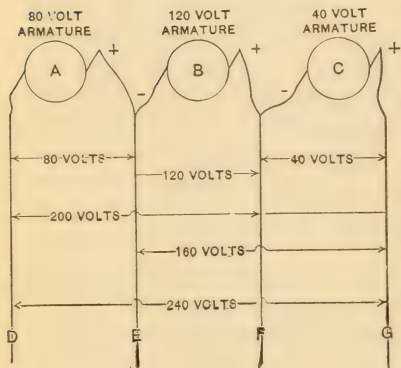 80 VOLT 120 VOLT 40 VOLT
ARMATURE ARMATURE ARMATURE
+ + +
A B C
- -
80 VOLTS 40 VOLTS
120 VOLTS
200 VOLTS
160 VOLTS
240 VOLTS
D E F G